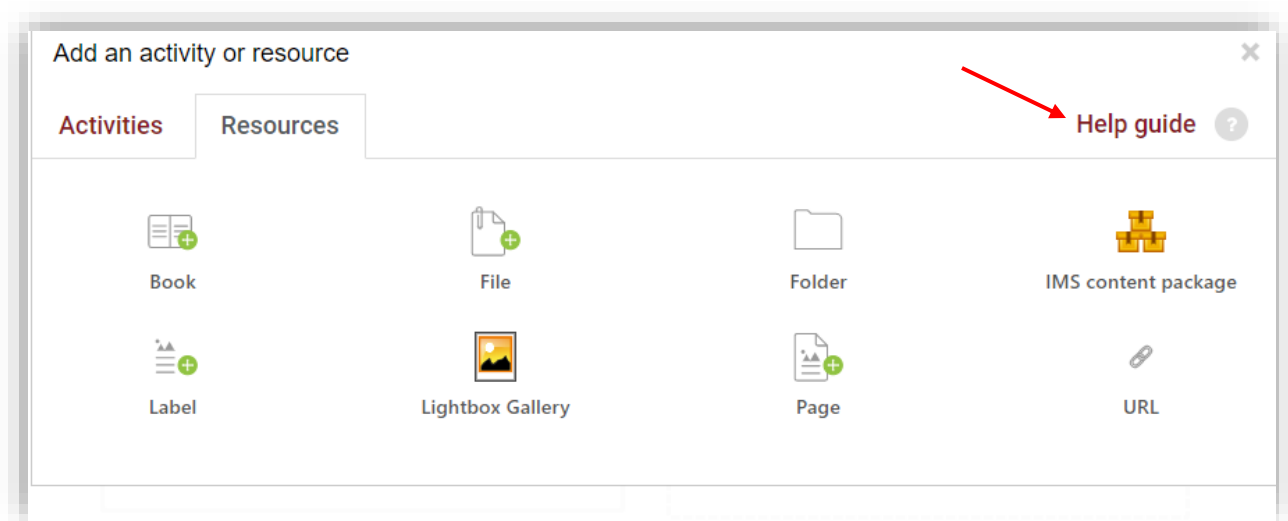 Add an activity or resource
Activities Resources Help guide ?
Book File Folder IMS content package
Label Lightbox Gallery Page URL